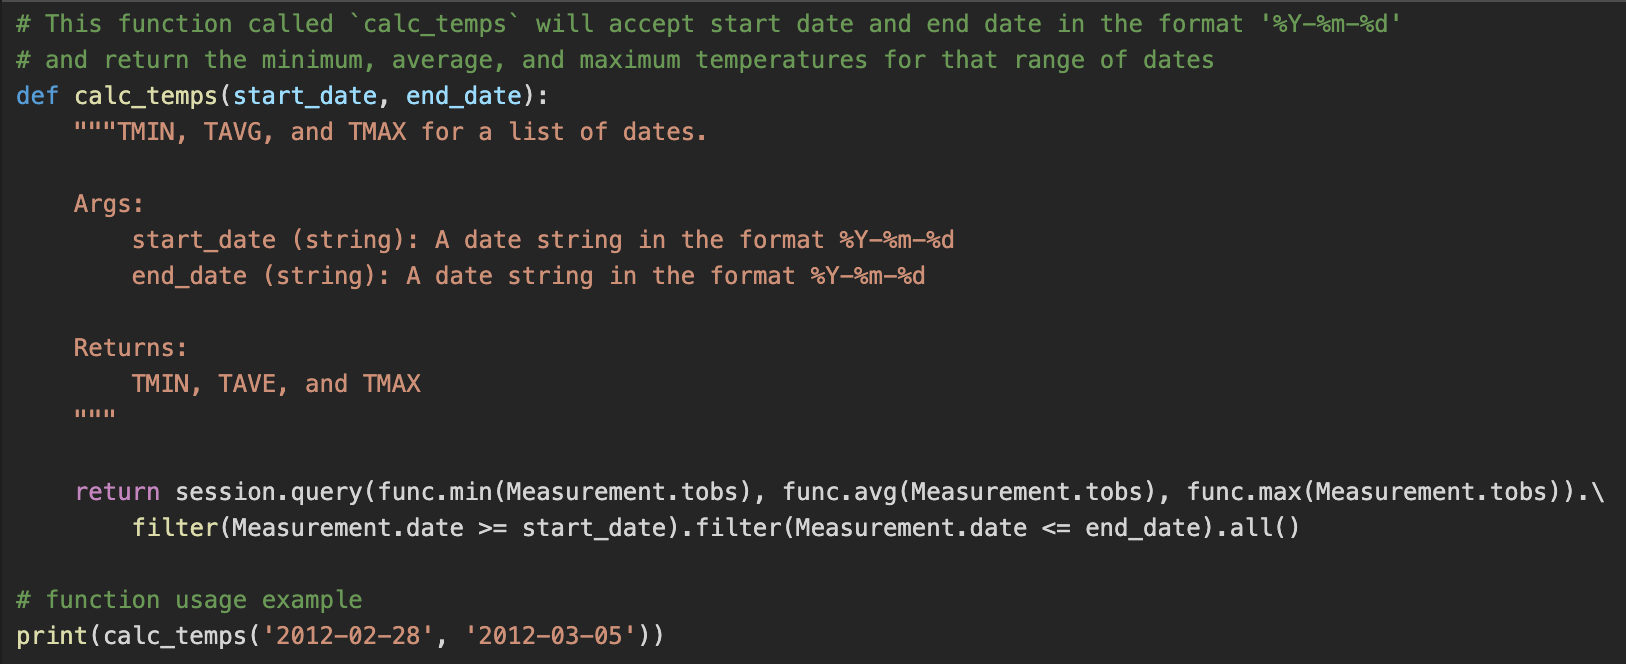 # This function called `calc_temps` will accept start date and end date in the format '%Y-%m-%d'
# and return the minimum, average, and maximum temperatures for that range of dates
def calc_temps(start_date, end_date):
    """TMIN, TAVG, and TMAX for a list of dates.

    Args:
        start_date (string): A date string in the format %Y-%m-%d
        end_date (string): A date string in the format %Y-%m-%d

    Returns:
        TMIN, TAVE, and TMAX
    """

    return session.query(func.min(Measurement.tobs), func.avg(Measurement.tobs), func.max(Measurement.tobs)).\
        filter(Measurement.date >= start_date).filter(Measurement.date <= end_date).all()

# function usage example
print(calc_temps('2012-02-28', '2012-03-05'))